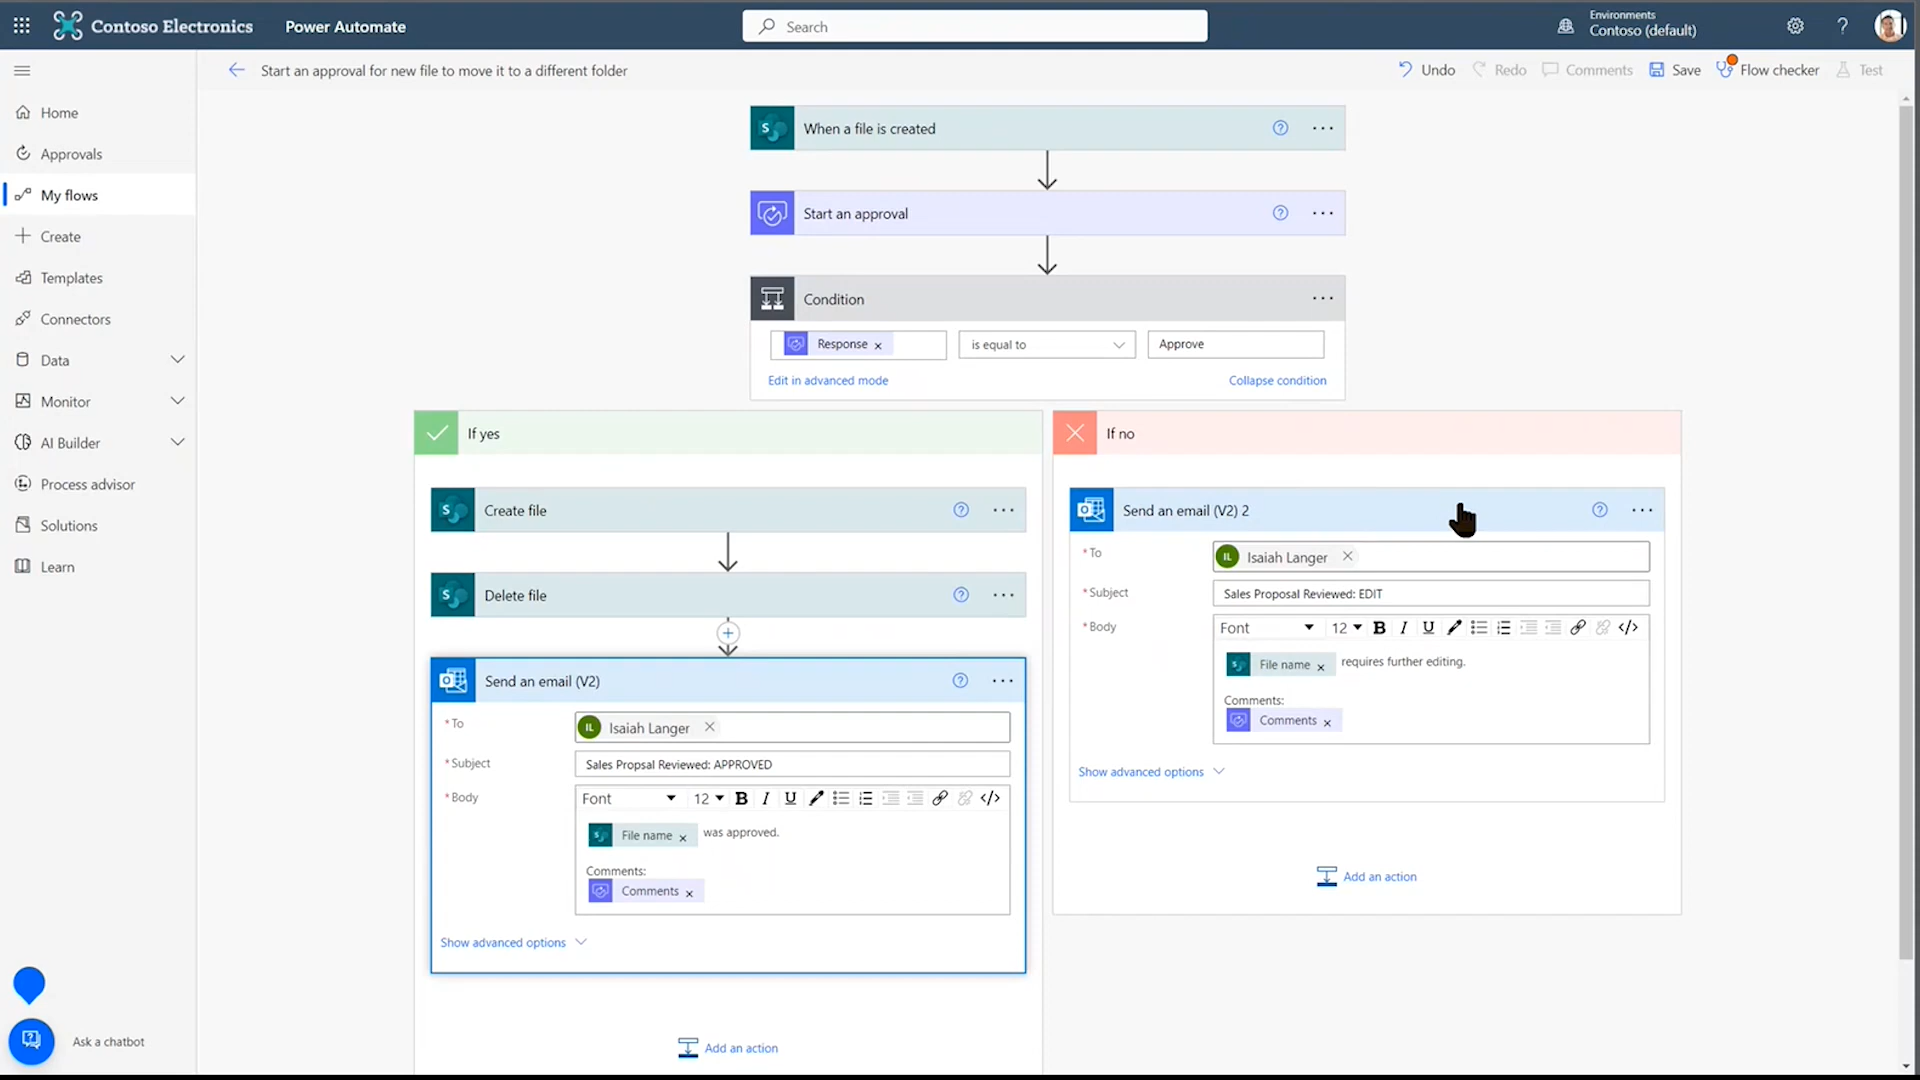 Contoso Electronics
Power Automate
Search
Environments
Contoso (default)
?
Start an approval for new file to move it to a different folder
Undo
Redo
Comments
Save
Flow checker
Test
Home
Approvals
My flows
Create
Templates
Connectors
Data
Monitor
AI Builder
Process advisor
Solutions
Learn
Ask a chatbot
When a file is created
Start an approval
Condition
Response
is equal to
Approve
Edit in advanced mode
Collapse condition
If yes
Create file
Delete file
Send an email (V2)
* To
IL Isaiah Langer
* Subject
Sales Propsal Reviewed: APPROVED
* Body
Font 12 B I U </>
File name was approved.
Comments:
Comments
Show advanced options
Add an action
If no
Send an email (V2) 2
* To
IL Isaiah Langer
* Subject
Sales Proposal Reviewed: EDIT
* Body
Font 12 B I U </>
File name requires further editing.
Comments:
Comments
Show advanced options
Add an action